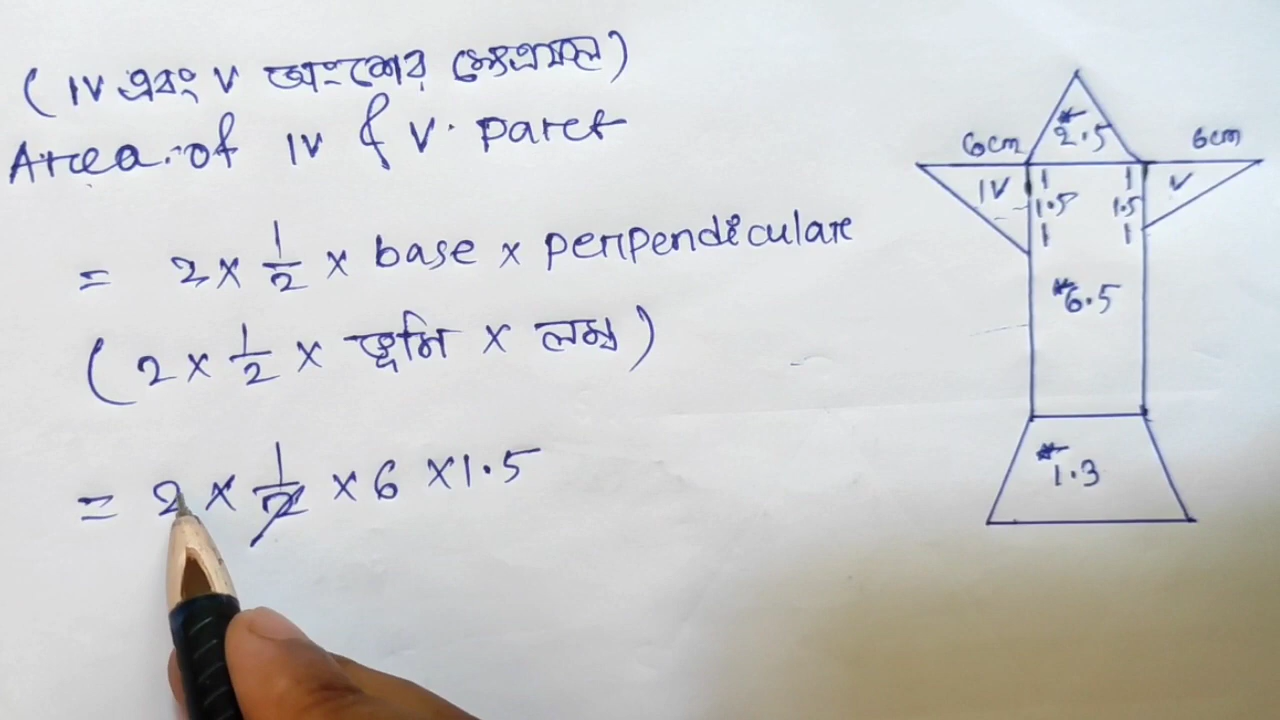 (IV এবং V অংশের ক্ষেত্রফল)
Area of IV & V. Part
= 2 × 1/2 × base × perpendicular
(2 × 1/2 × ভূমি × লম্ব)
= 2 × 1/2 × 6 × 1.5
2.5
6cm
6cm
IV
1.5
1.5
V
6.5
1.3